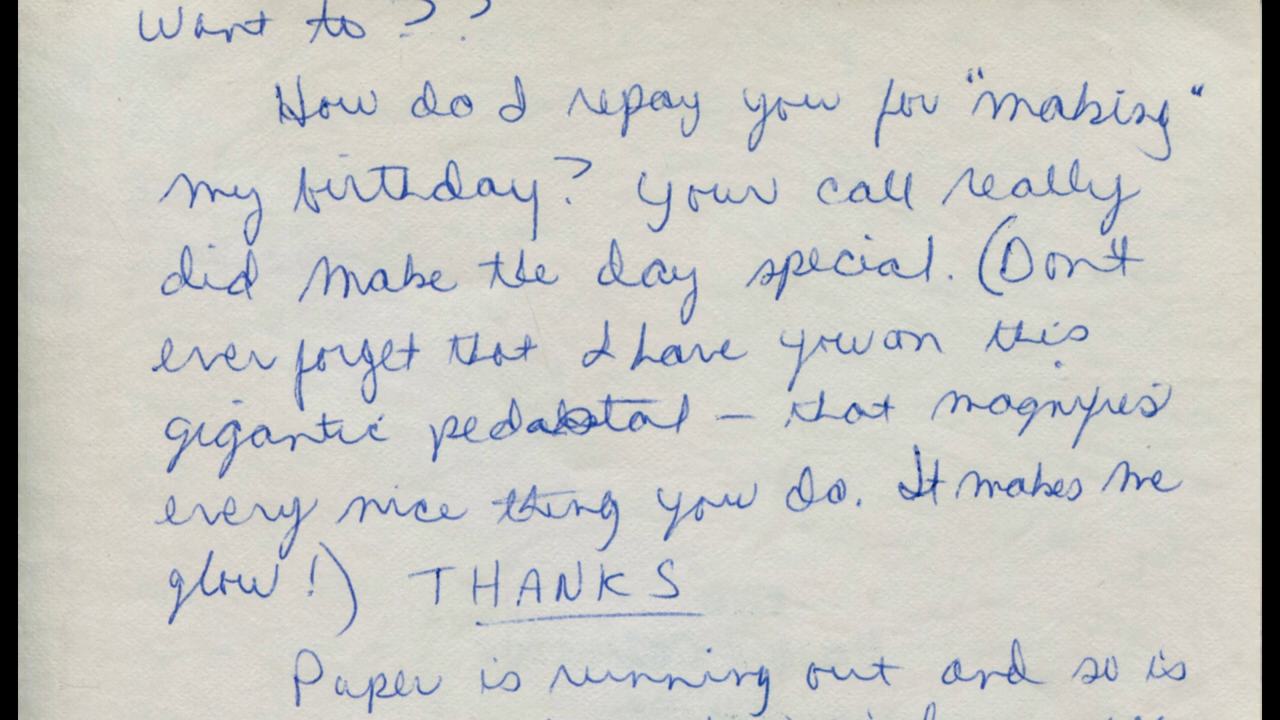 Want to??
How do I repay you for "making"
my birthday? Your call really
did make the day special. (Don't
ever forget that I have you on this
gigantic pedastal — that magnifies
every nice thing you do. It makes me
glow!) THANKS
Paper is running out and so is